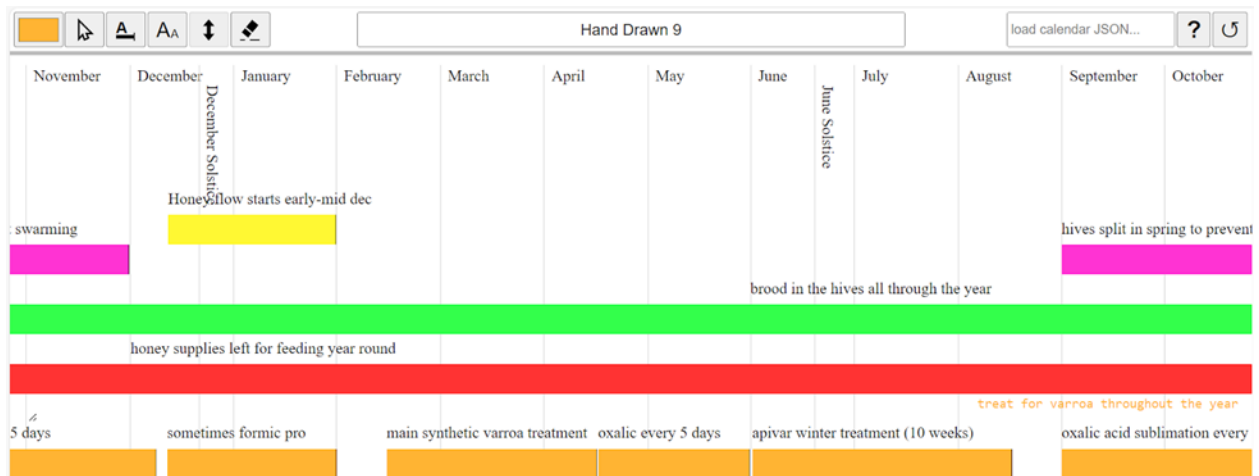 Hand Drawn 9
load calendar JSON...
?
November December January February March April May June July August September October
December Solstice
June Solstice
Honey flow starts early-mid dec
swarming
hives split in spring to prevent
brood in the hives all through the year
honey supplies left for feeding year round
treat for varroa throughout the year
5 days
sometimes formic pro
main synthetic varroa treatment
oxalic every 5 days
apivar winter treatment (10 weeks)
oxalic acid sublimation every